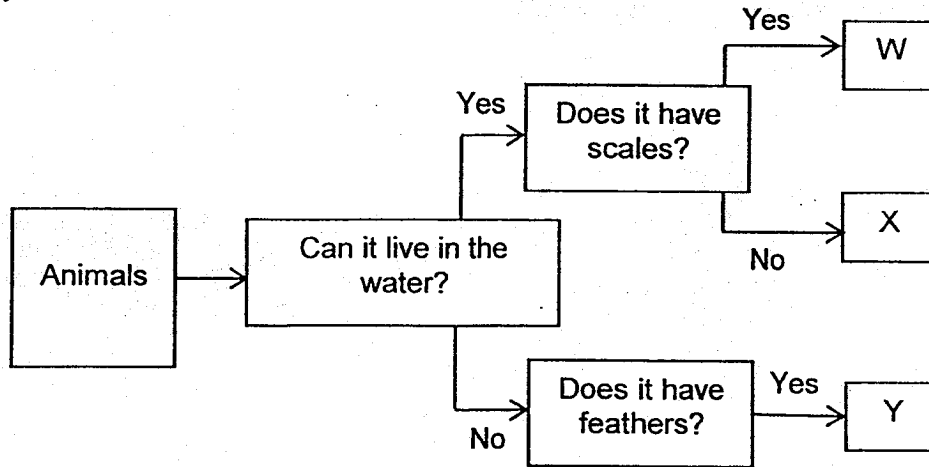 Yes
W
Yes
Does it have
scales?
Animals
Can it live in the
water?
No
X
No
Does it have
feathers?
Yes
Y